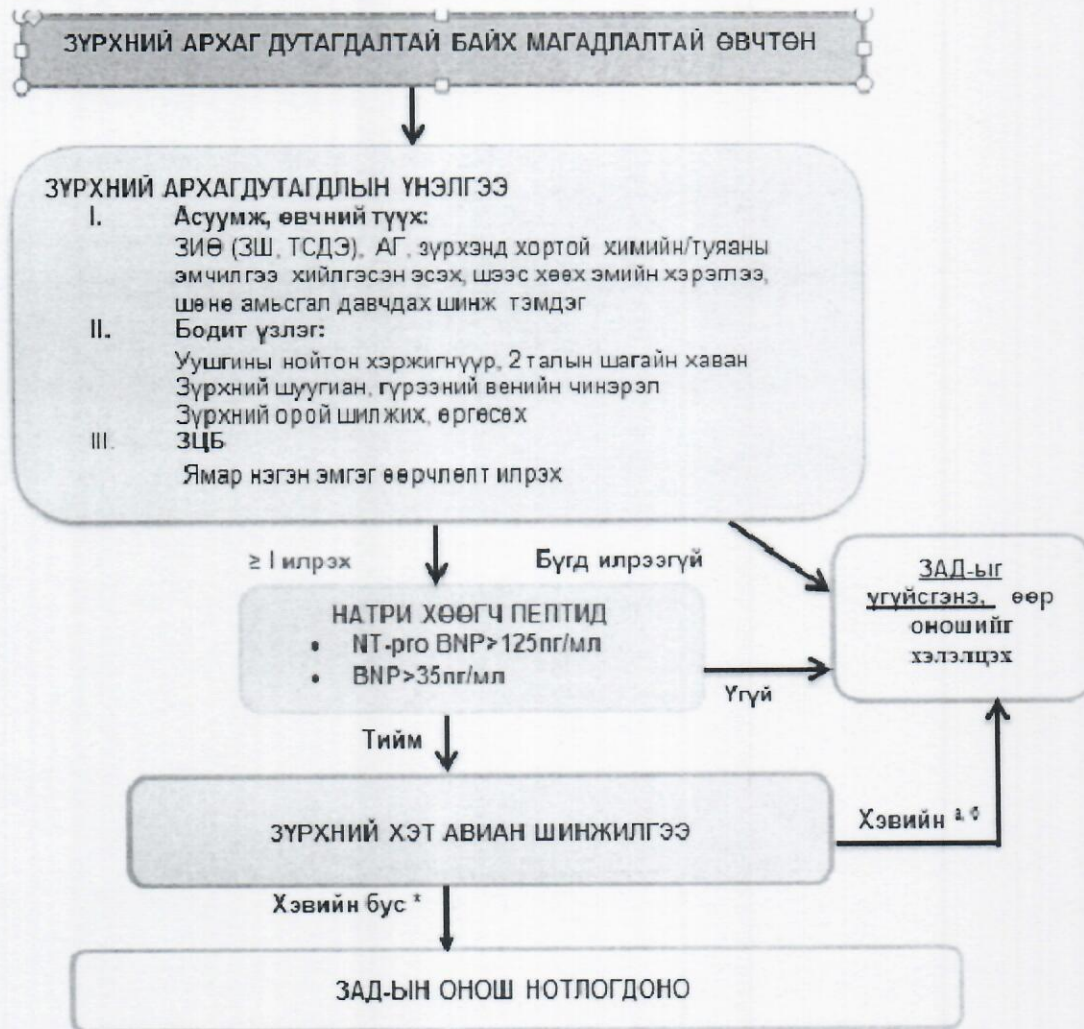 ЗҮРХНИЙ АРХАГ ДУТАГДАЛТАЙ БАЙХ МАГАДЛАЛТАЙ ӨВЧТӨН
ЗҮРХНИЙ АРХАГДУТАГДЛЫН ҮНЭЛГЭЭ
I. Асуумж, өвчний түүх:
ЗИӨ (ЗШ, ТСДЭ), АГ, зүрхэнд хортой химийн/туяаны
эмчилгээ хийлгэсэн эсэх, шээс хөөх эмийн хэрэглээ,
шөнө амьсгал давчдах шинж тэмдэг
II. Бодит үзлэг:
Уушгины нойтон хэржигнүүр, 2 талын шагайн хаван
Зүрхний шуугиан, гүрээний венийн чинэрэл
Зүрхний орой шилжих, өргөсөх
III. ЗЦБ
Ямар нэгэн эмгэг өөрчлөлт илрэх
≥ I илрэх
Бүгд илрээгүй
НАТРИ ХӨӨГЧ ПЕПТИД
• NT-pro BNP>125пг/мл
• BNP>35пг/мл
ЗАД-ыг
үгүйсгэнэ, өөр
оношийг
хэлэлцэх
Үгүй
Тийм
ЗҮРХНИЙ ХЭТ АВИАН ШИНЖИЛГЭЭ
Хэвийн
Хэвийн бус *
ЗАД-ЫН ОНОШ НОТЛОГДОНО